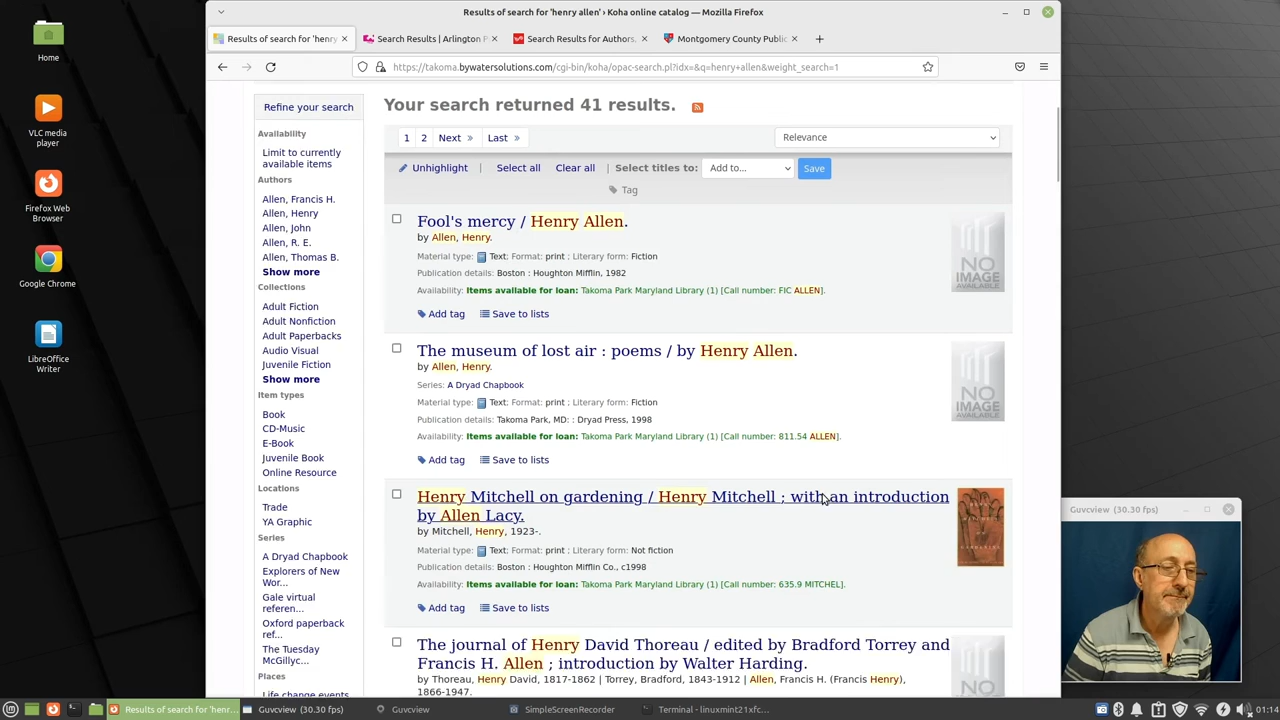 Results of search for 'henry allen' › Koha online catalog — Mozilla Firefox
Results of search for 'henry
Search Results | Arlington P
Search Results for Authors.
Montgomery County Public
https://takoma.bywatersolutions.com/cgi-bin/koha/opac-search.pl?idx=&q=henry+allen&weight_search=1
Home
VLC media
player
Firefox Web
Browser
Google Chrome
LibreOffice
Writer
Refine your search
Availability
Limit to currently
available items
Authors
Allen, Francis H.
Allen, Henry
Allen, John
Allen, R. E.
Allen, Thomas B.
Show more
Collections
Adult Fiction
Adult Nonfiction
Adult Paperbacks
Audio Visual
Juvenile Fiction
Show more
Item types
Book
CD-Music
E-Book
Juvenile Book
Online Resource
Locations
Trade
YA Graphic
Series
A Dryad Chapbook
Explorers of New
Wor...
Gale virtual
referen...
Oxford paperback
ref...
The Tuesday
McGillyc...
Places
Life change events
Your search returned 41 results.
1 2 Next » Last »
Relevance
Unhighlight | Select all Clear all | Select titles to: Add to... Save
Tag
Fool's mercy / Henry Allen.
by Allen, Henry.
Material type: Text; Format: print ; Literary form: Fiction
Publication details: Boston : Houghton Mifflin, 1982
Availability: Items available for loan: Takoma Park Maryland Library (1) [Call number: FIC ALLEN].
Add tag Save to lists
NO
IMAGE
AVAILABLE
The museum of lost air : poems / by Henry Allen.
by Allen, Henry.
Series: A Dryad Chapbook
Material type: Text; Format: print ; Literary form: Fiction
Publication details: Takoma Park, MD: : Dryad Press, 1998
Availability: Items available for loan: Takoma Park Maryland Library (1) [Call number: 811.54 ALLEN].
Add tag Save to lists
NO
IMAGE
AVAILABLE
Henry Mitchell on gardening / Henry Mitchell ; with an introduction
by Allen Lacy.
by Mitchell, Henry, 1923-.
Material type: Text; Format: print ; Literary form: Not fiction
Publication details: Boston : Houghton Mifflin Co., c1998
Availability: Items available for loan: Takoma Park Maryland Library (1) [Call number: 635.9 MITCHEL].
Add tag Save to lists
The journal of Henry David Thoreau / edited by Bradford Torrey and
Francis H. Allen ; introduction by Walter Harding.
by Thoreau, Henry David, 1817-1862 | Torrey, Bradford, 1843-1912 | Allen, Francis H. (Francis Henry),
1866-1947.
NO
IMAGE
Guvcview (30.30 fps)
Results of search for 'henr...
Guvcview (30.30 fps)
Guvcview
SimpleScreenRecorder
Terminal - linuxmint21xfc...
01:14